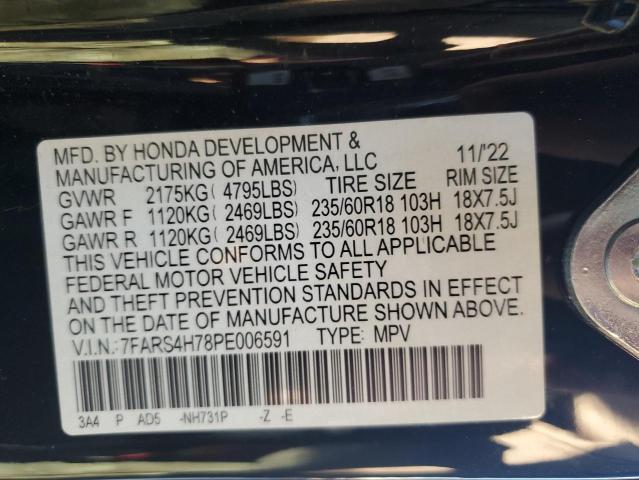 MFD. BY HONDA DEVELOPMENT &
MANUFACTURING OF AMERICA, LLC 11/'22
GVWR 2175KG( 4795LBS) TIRE SIZE RIM SIZE
GAWR F 1120KG( 2469LBS) 235/60R18 103H 18X7.5J
GAWR R 1120KG( 2469LBS) 235/60R18 103H 18X7.5J
THIS VEHICLE CONFORMS TO ALL APPLICABLE
FEDERAL MOTOR VEHICLE SAFETY
AND THEFT PREVENTION STANDARDS IN EFFECT
ON THE DATE OF MANUFACTURE SHOWN ABOVE.
V.I.N.:7FARS4H78PE006591 TYPE: MPV
3A4 P AD5 -NH731P -Z -E